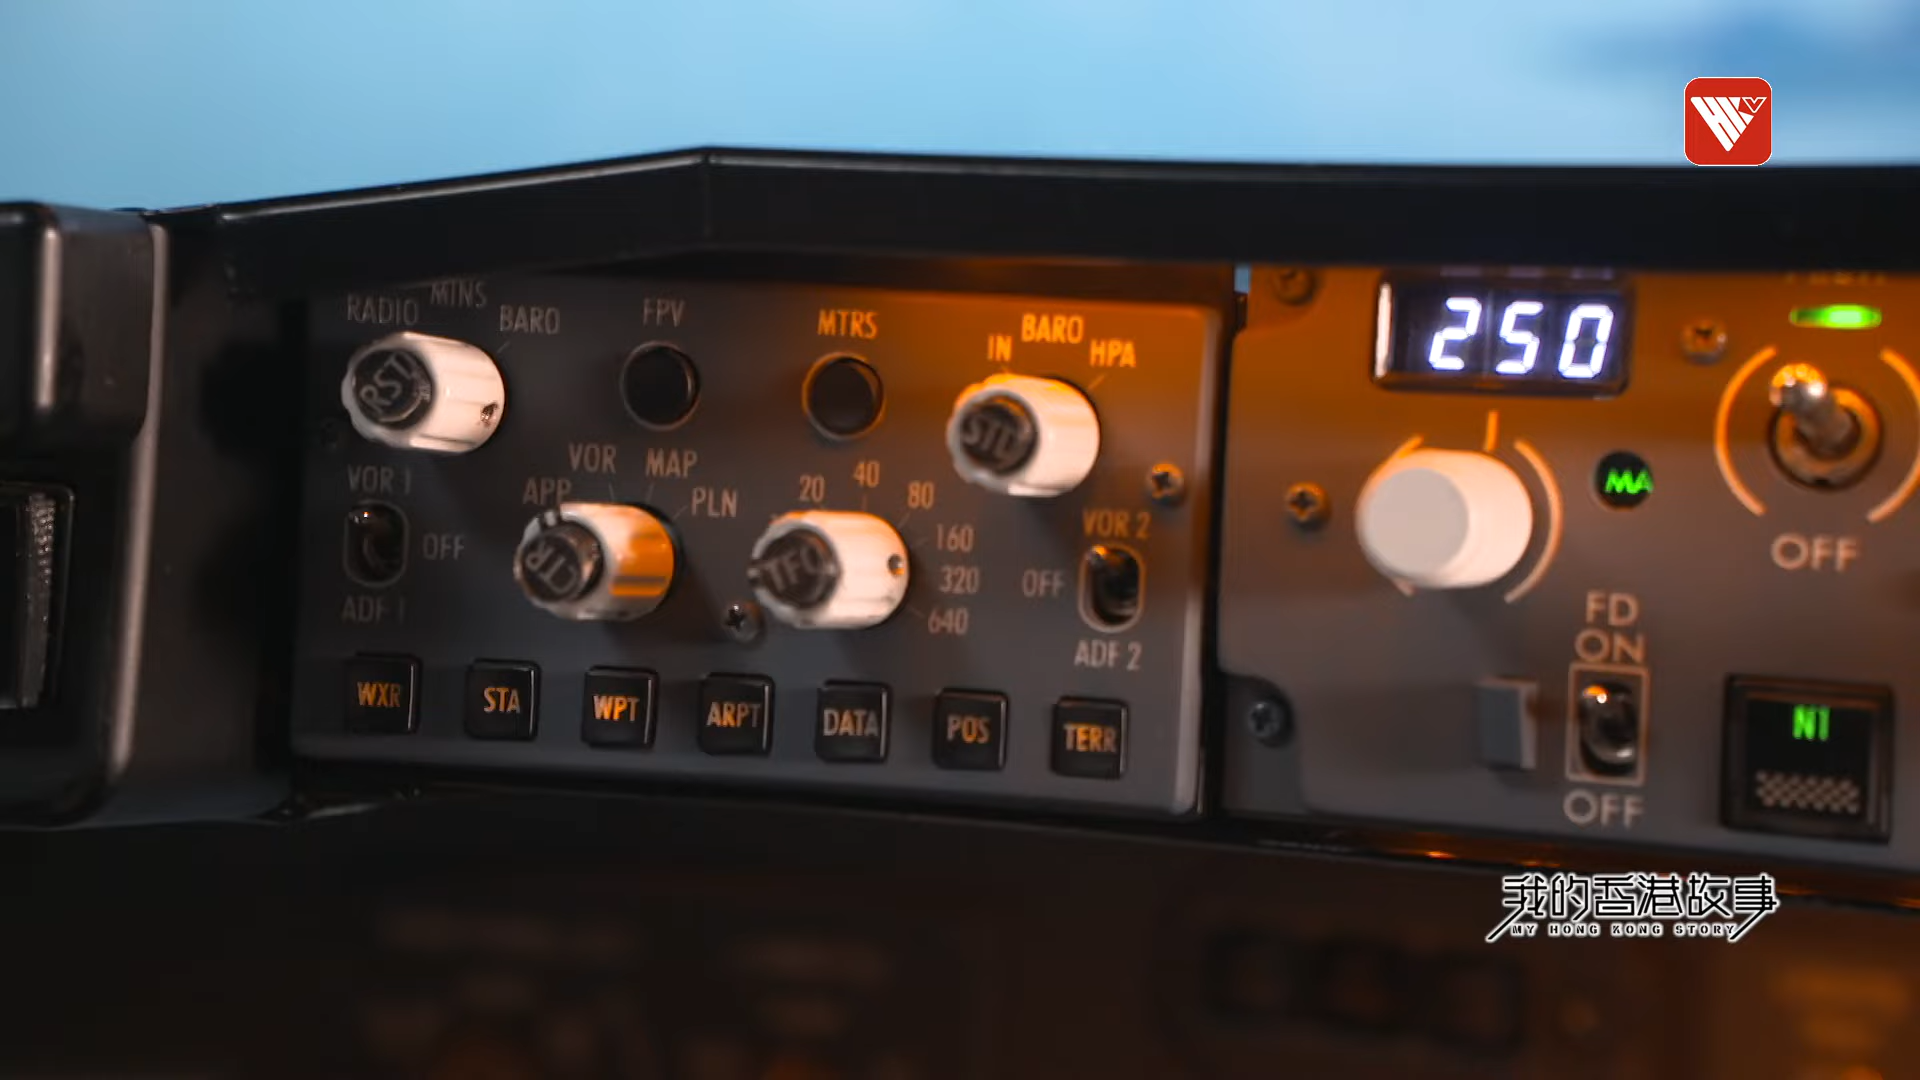 RADIO MINS BARO
FPV
MTRS
BARO
IN HPA
RST
STD
250
MA
OFF
VOR 1
OFF
ADF 1
APP VOR MAP PLN
CTR
20 40 80 160 320 640
TFC
VOR 2
OFF
ADF 2
FD
ON
OFF
N1
WXR STA WPT ARPT DATA POS TERR
我的香港故事
MY HONG KONG STORY